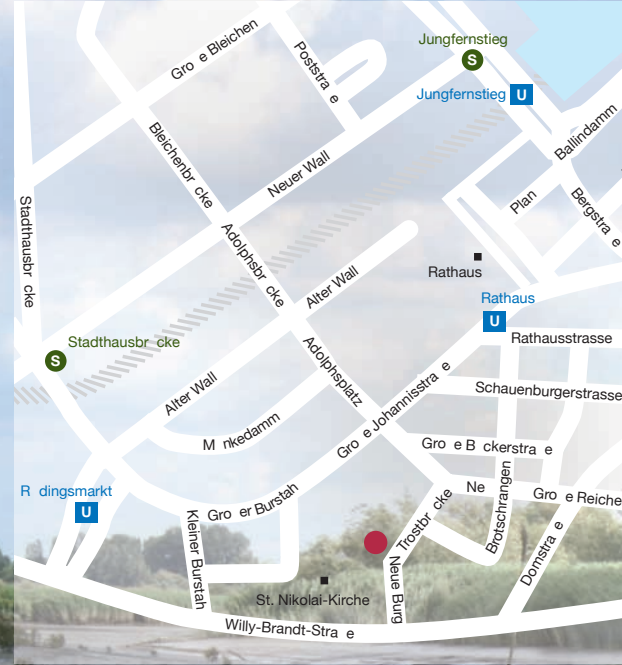 Jungfernstieg
S
Gro e Bleichen
Poststra e
Jungfernstieg
U
Ballindamm
Bleichenbr cke
Neuer Wall
Plan
Bergstra e
Stadthausbr cke
Adolphsbr cke
Rathaus
Alter Wall
Rathaus
U
Rathausstrasse
Stadthausbr cke
S
Adolphsplatz
Alter Wall
Gro e Johannisstra e
Schauenburgerstrasse
M nkedamm
Gro e B ckerstra e
R dingsmarkt
U
Gro er Burstah
Ne
Gro e Reiche
Kleiner Burstah
Trostbr cke
Brotschrangen
Domstra e
Neue Burg
St. Nikolai-Kirche
Willy-Brandt-Stra e